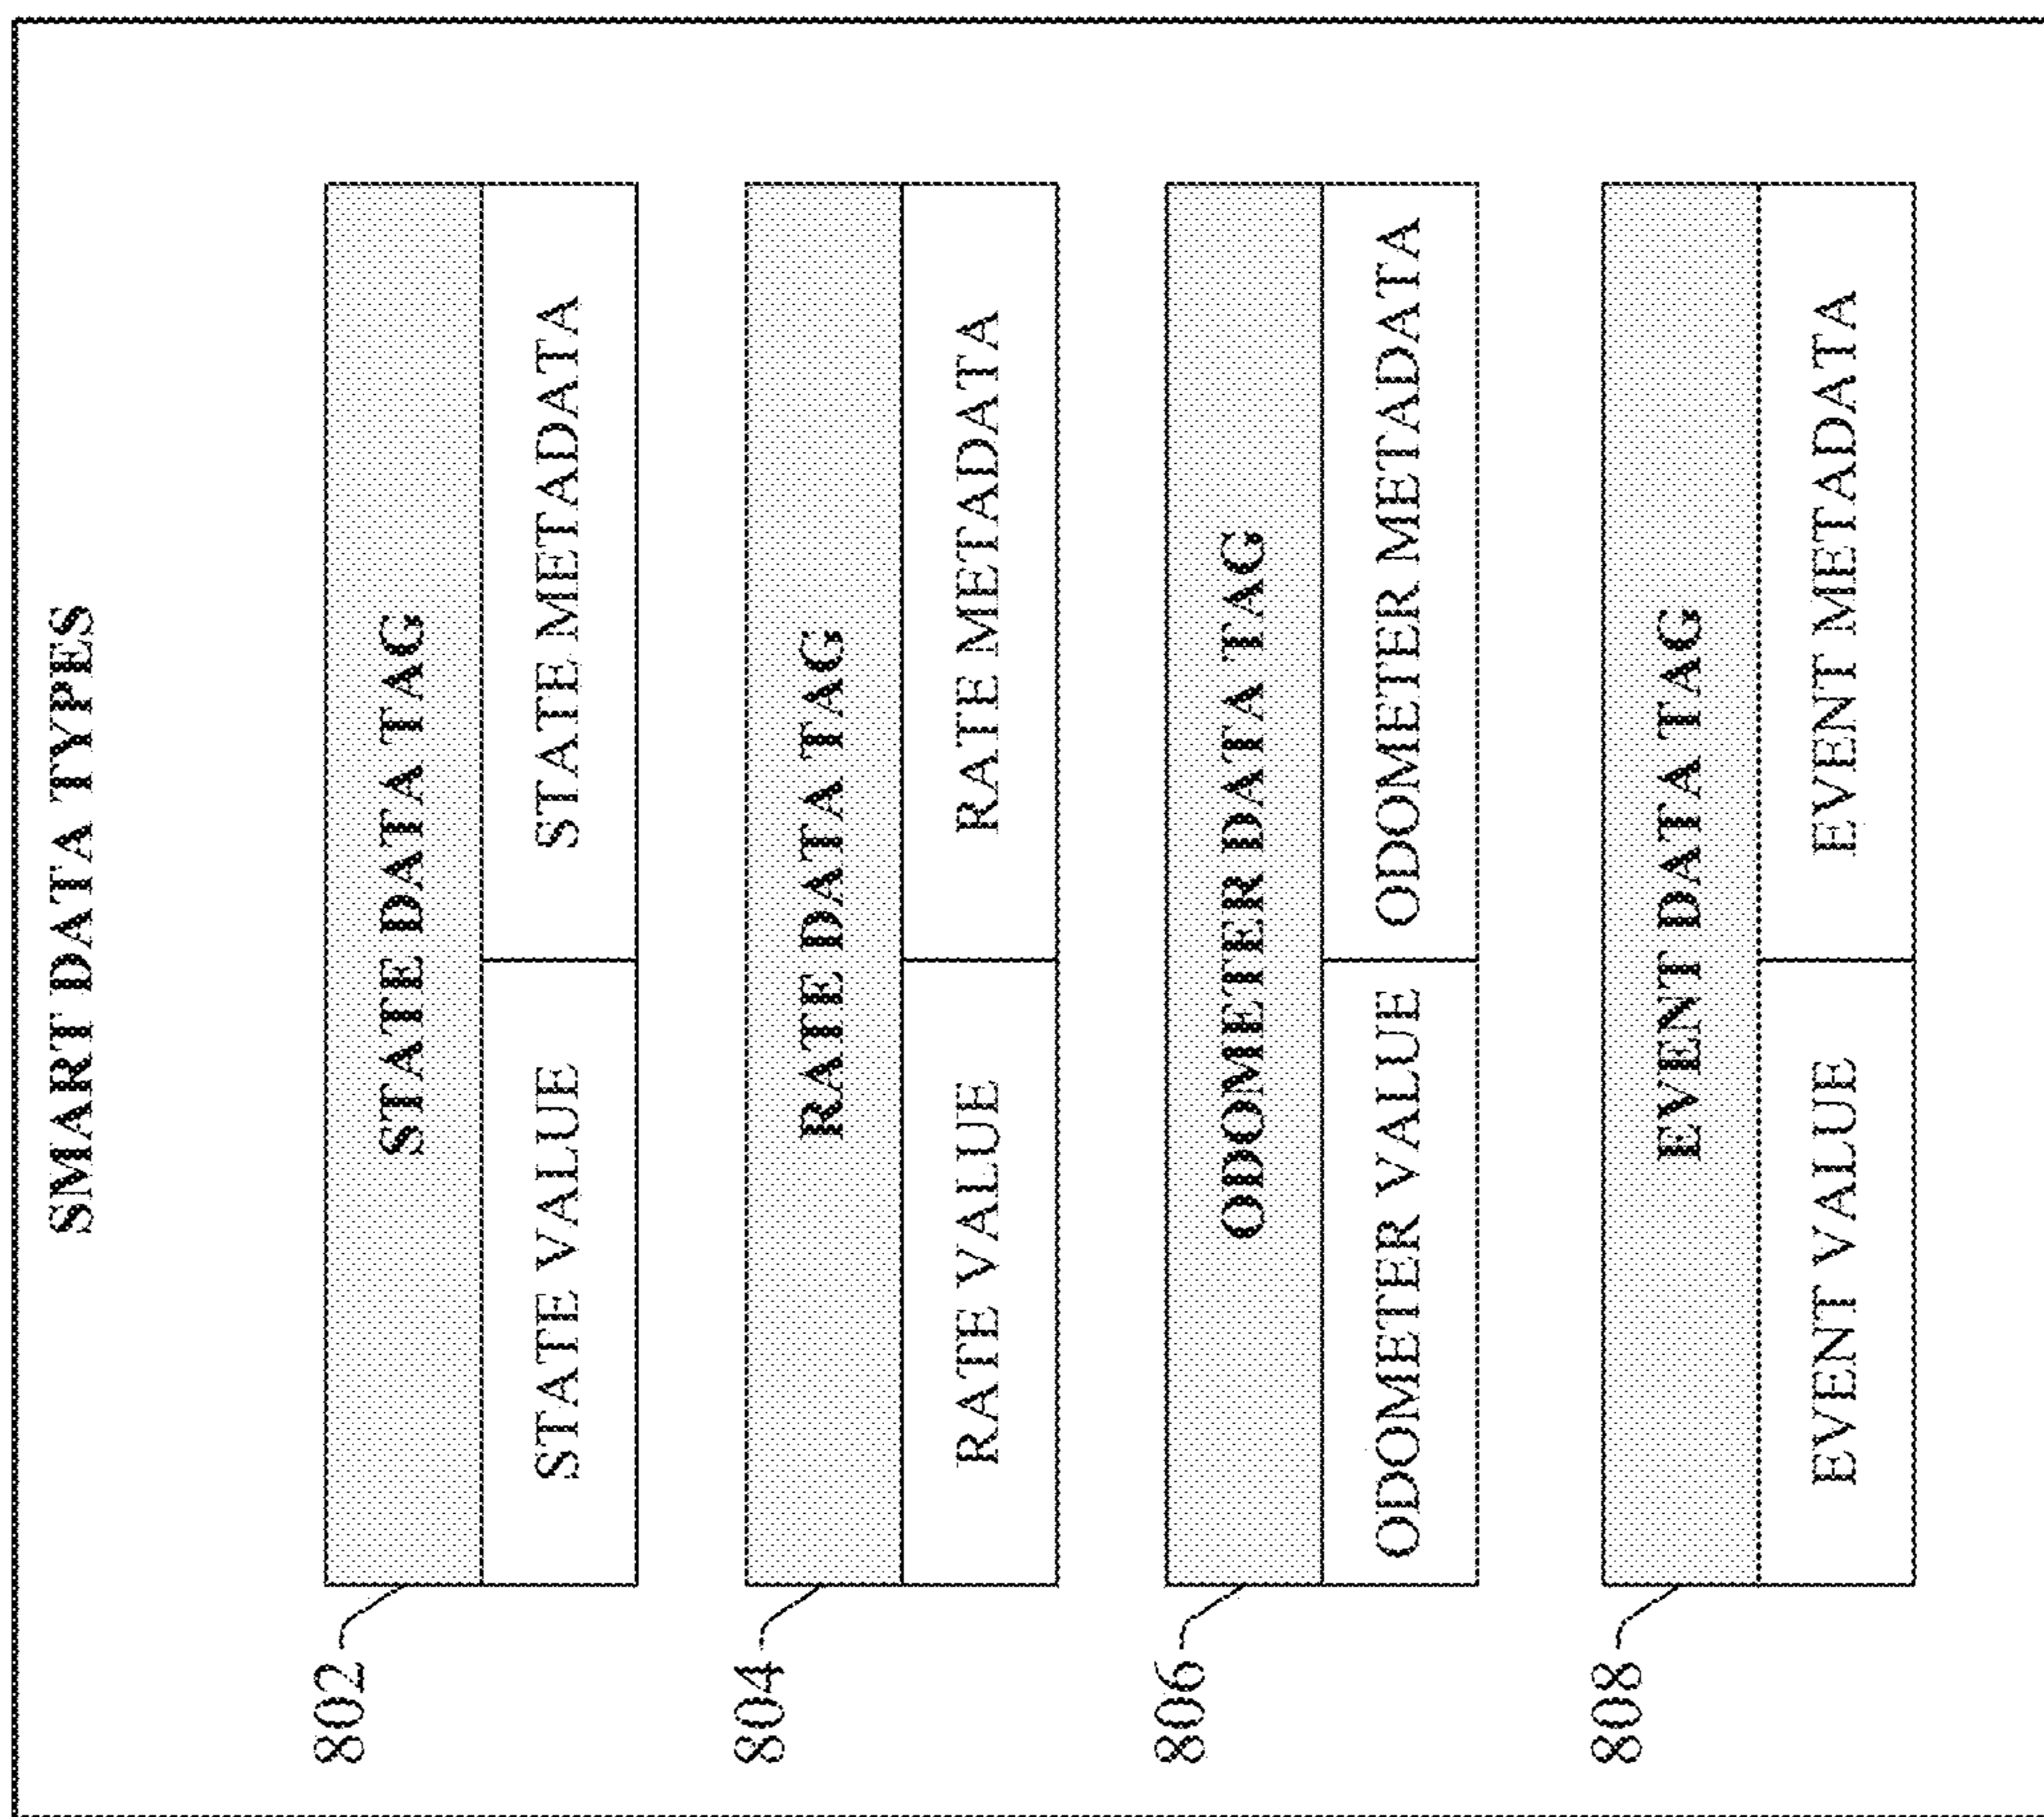 SMART DATA TYPES
802
STATE DATA TAG
STATE VALUE STATE METADATA
804
RATE DATA TAG
RATE VALUE RATE METADATA
806
ODOMETER DATA TAG
ODOMETER VALUE ODOMETER METADATA
808
EVENT DATA TAG
EVENT VALUE EVENT METADATA